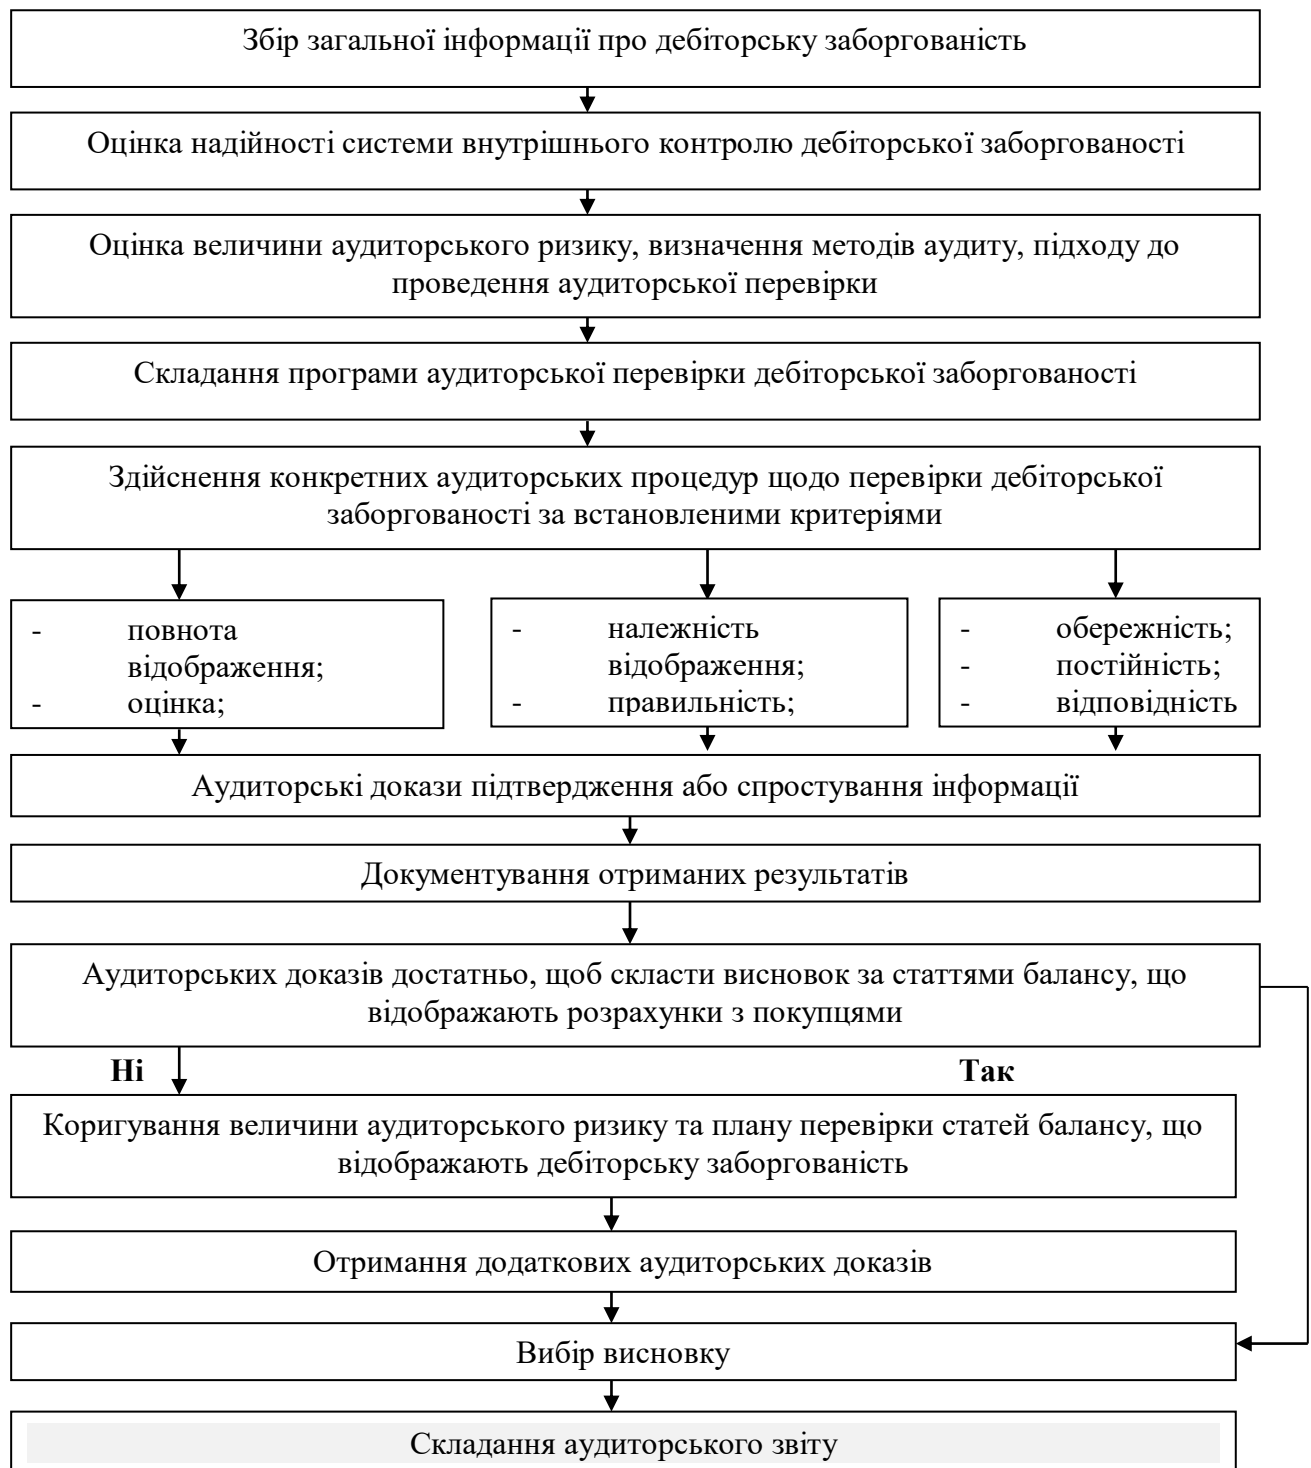 Збір загальної інформації про дебіторську заборгованість
Оцінка надійності системи внутрішнього контролю дебіторської заборгованості
Оцінка величини аудиторського ризику, визначення методів аудиту, підходу до
проведення аудиторської перевірки
Складання програми аудиторської перевірки дебіторської заборгованості
Здійснення конкретних аудиторських процедур щодо перевірки дебіторської
заборгованості за встановленими критеріями
- повнота
відображення;
- оцінка;
- належність
відображення;
- правильність;
- обережність;
- постійність;
- відповідність
Аудиторські докази підтвердження або спростування інформації
Документування отриманих результатів
Аудиторських доказів достатньо, щоб скласти висновок за статтями балансу, що
відображають розрахунки з покупцями
Ні
Так
Коригування величини аудиторського ризику та плану перевірки статей балансу, що
відображають дебіторську заборгованість
Отримання додаткових аудиторських доказів
Вибір висновку
Складання аудиторського звіту